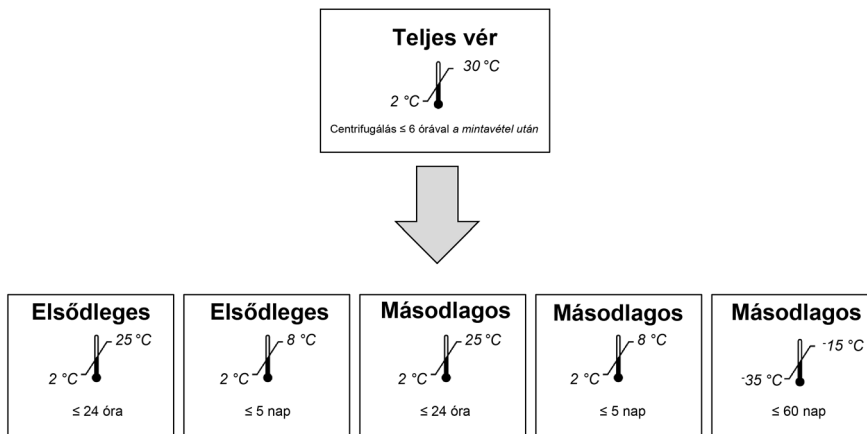 Teljes vér
30 °C
2 °C
Centrifugálás ≤ 6 órával a mintavétel után
Elsődleges
25 °C
2 °C
≤ 24 óra
Elsődleges
8 °C
2 °C
≤ 5 nap
Másodlagos
25 °C
2 °C
≤ 24 óra
Másodlagos
8 °C
2 °C
≤ 5 nap
Másodlagos
-15 °C
-35 °C
≤ 60 nap